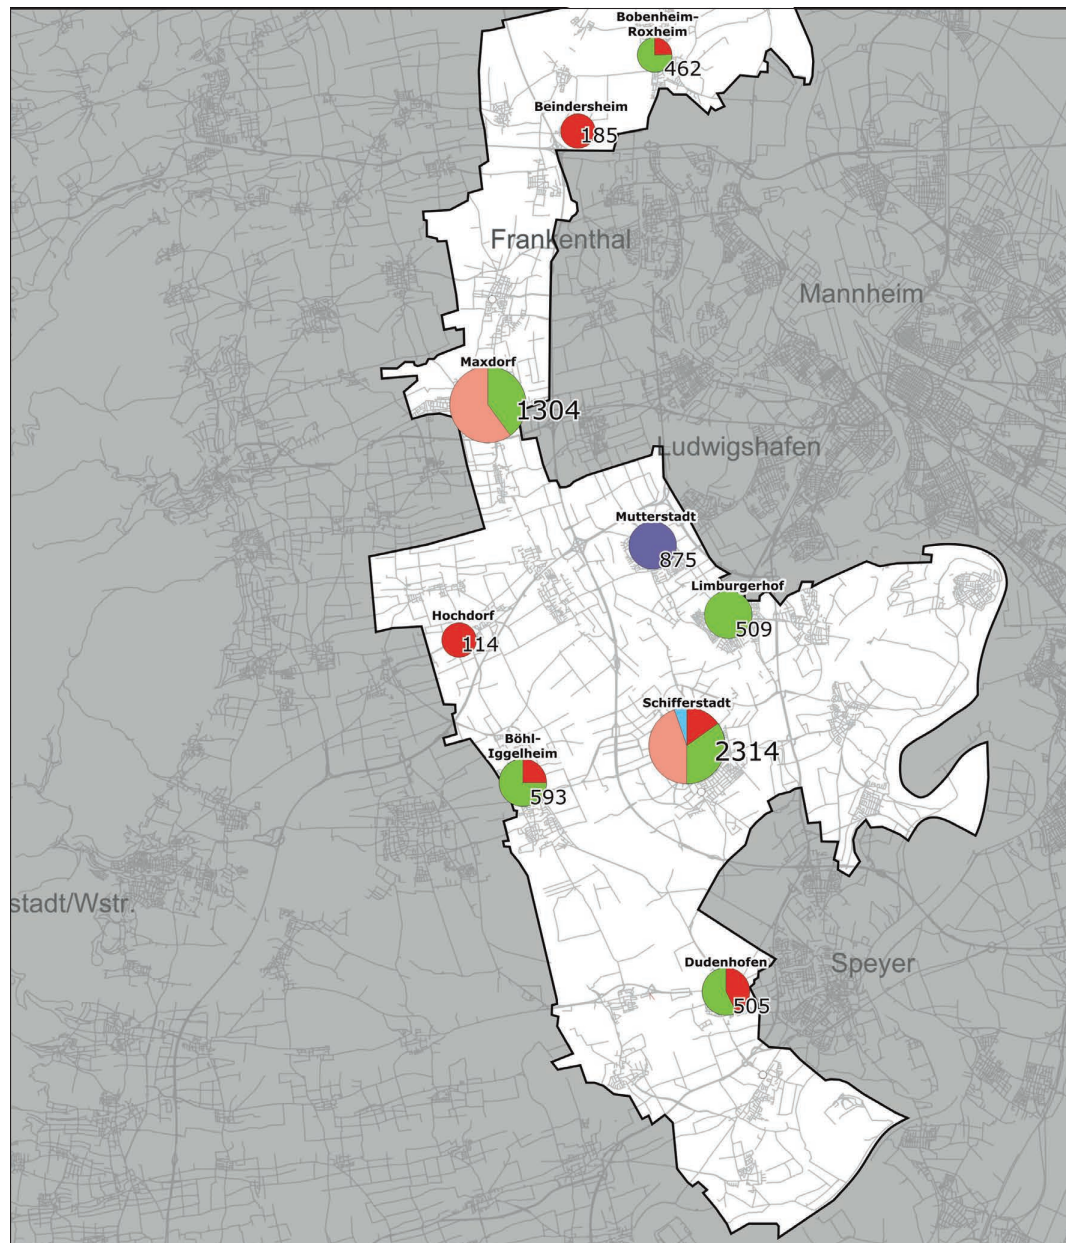 Bobenheim-
Roxheim
462
Beindersheim
185
Frankenthal
Mannheim
Maxdorf
1304
Ludwigshafen
Mutterstadt
875
Limburgerhof
509
Hochdorf
114
Schifferstadt
2314
Böhl-
Iggelheim
593
stadt/Wstr.
Dudenhofen
505
Speyer